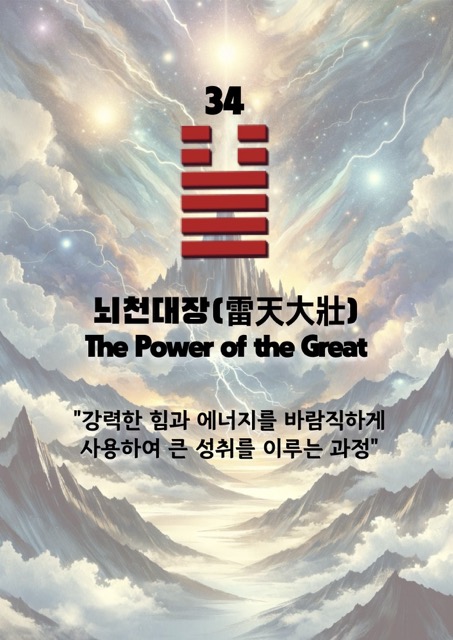 34
뇌천대장(雷天大壯)
The Power of the Great
"강력한 힘과 에너지를 바람직하게
사용하여 큰 성취를 이루는 과정"